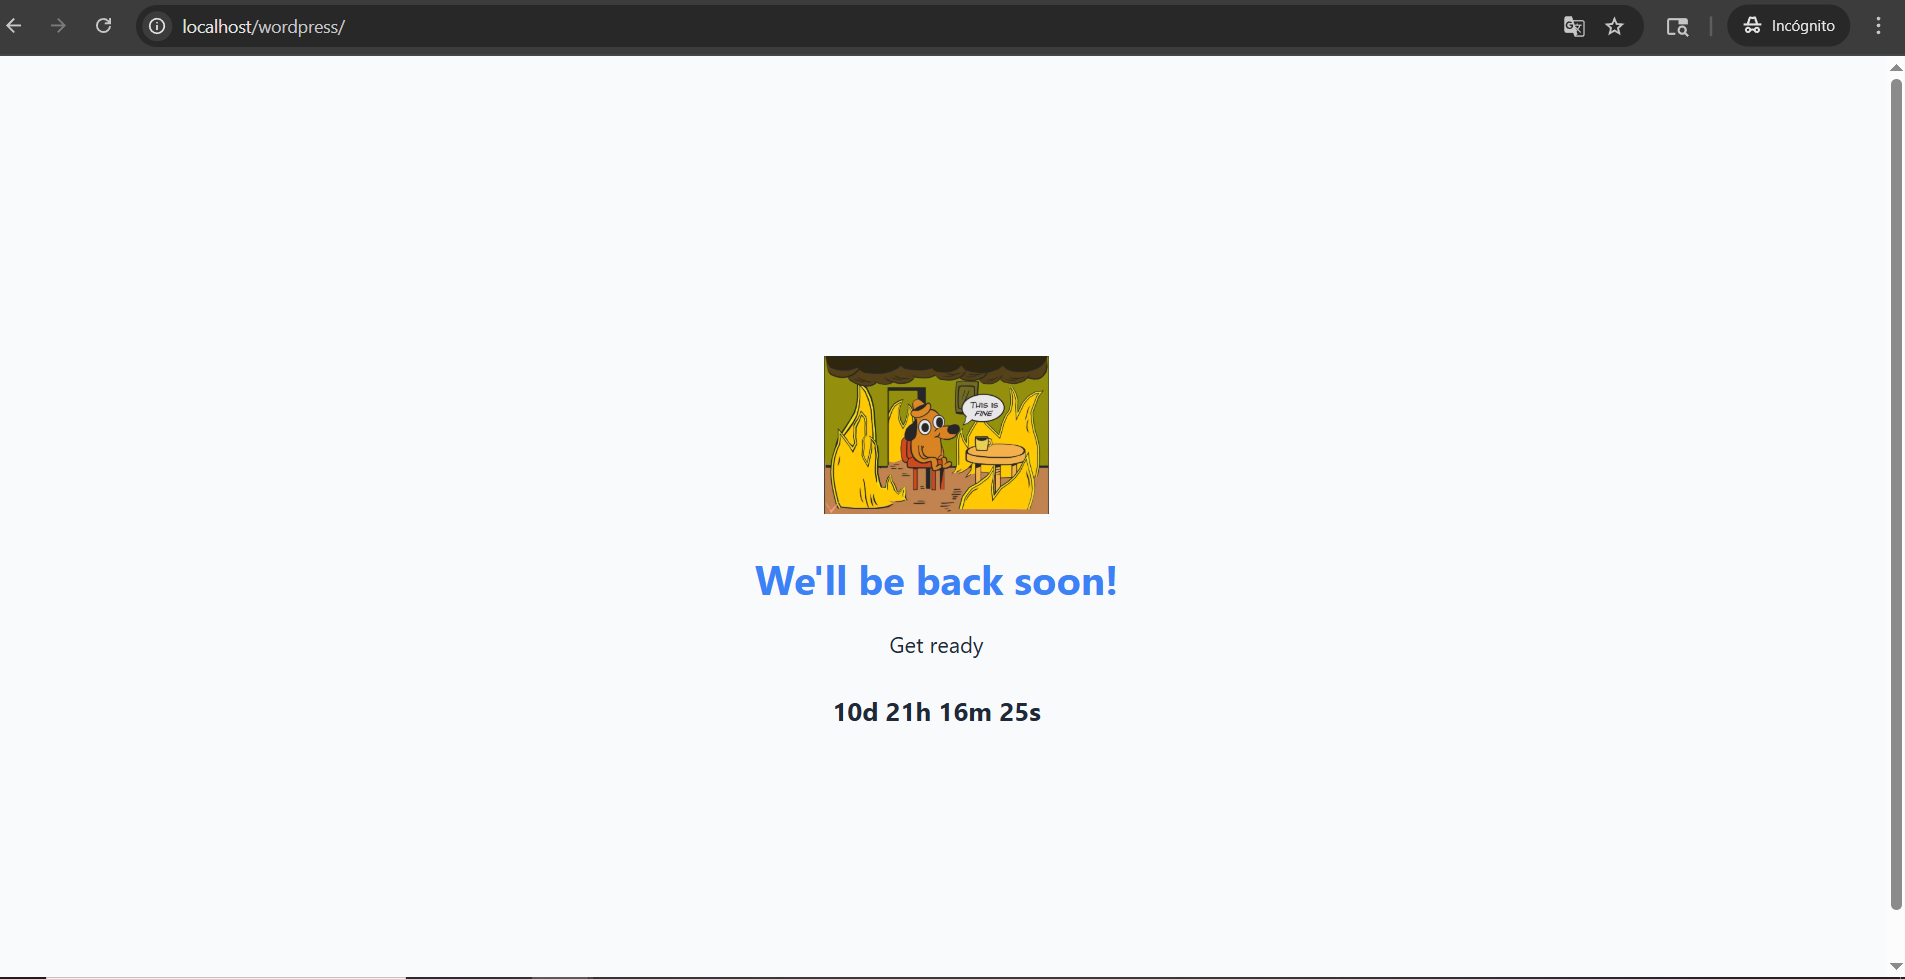 localhost/wordpress/
Incógnito
THIS IS
FINE
We'll be back soon!
Get ready
10d 21h 16m 25s